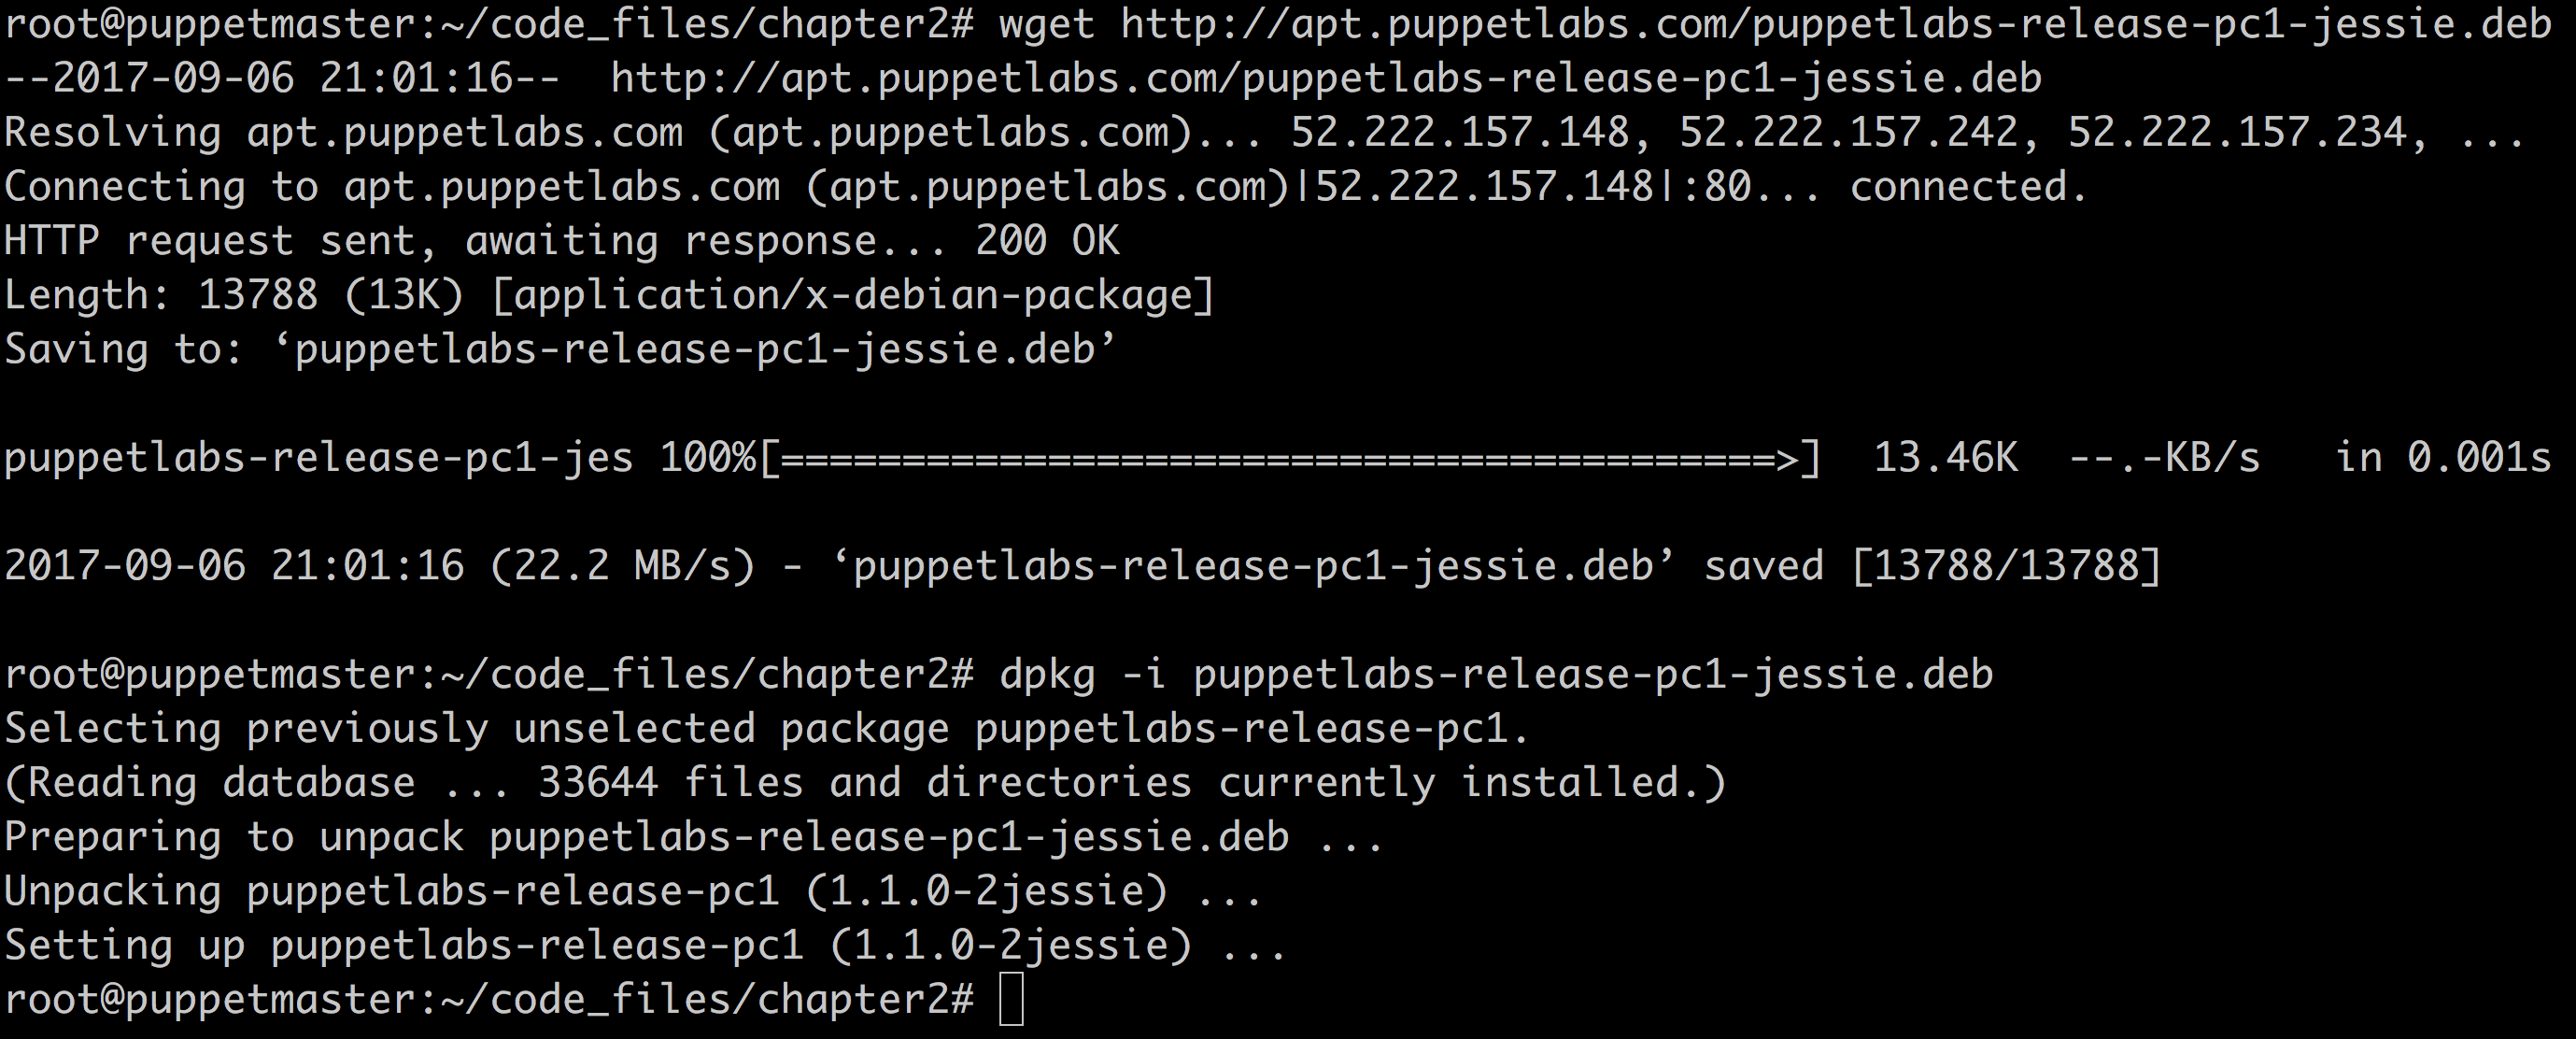 root@puppetmaster:~/code_files/chapter2# wget http://apt.puppetlabs.com/puppetlabs-release-pc1-jessie.deb
--2017-09-06 21:01:16--  http://apt.puppetlabs.com/puppetlabs-release-pc1-jessie.deb
Resolving apt.puppetlabs.com (apt.puppetlabs.com)... 52.222.157.148, 52.222.157.242, 52.222.157.234, ...
Connecting to apt.puppetlabs.com (apt.puppetlabs.com)|52.222.157.148|:80... connected.
HTTP request sent, awaiting response... 200 OK
Length: 13788 (13K) [application/x-debian-package]
Saving to: ‘puppetlabs-release-pc1-jessie.deb’
puppetlabs-release-pc1-jes 100%[=========================================>]  13.46K  --.-KB/s   in 0.001s
2017-09-06 21:01:16 (22.2 MB/s) - ‘puppetlabs-release-pc1-jessie.deb’ saved [13788/13788]
root@puppetmaster:~/code_files/chapter2# dpkg -i puppetlabs-release-pc1-jessie.deb
Selecting previously unselected package puppetlabs-release-pc1.
(Reading database ... 33644 files and directories currently installed.)
Preparing to unpack puppetlabs-release-pc1-jessie.deb ...
Unpacking puppetlabs-release-pc1 (1.1.0-2jessie) ...
Setting up puppetlabs-release-pc1 (1.1.0-2jessie) ...
root@puppetmaster:~/code_files/chapter2#